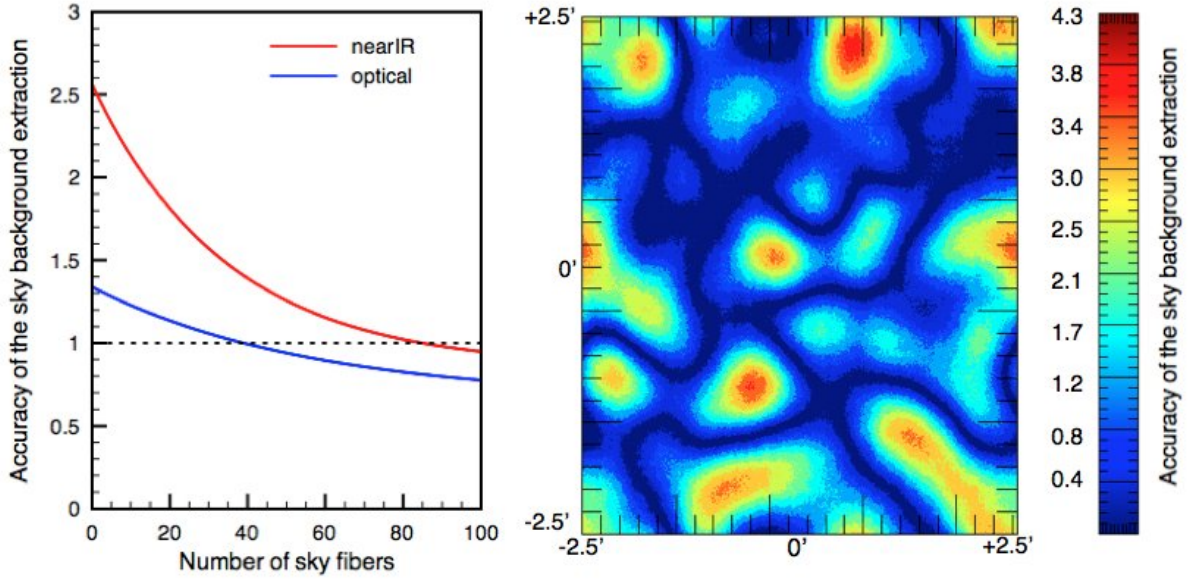 Accuracy of the sky background extraction
3
2.5
2
1.5
1
0.5
0
nearIR
optical
0 20 40 60 80 100
Number of sky fibers
+2.5'
0'
-2.5'
-2.5' 0' +2.5'
4.3
3.8
3.4
3.0
2.5
2.1
1.7
1.2
0.8
0.4
Accuracy of the sky background extraction